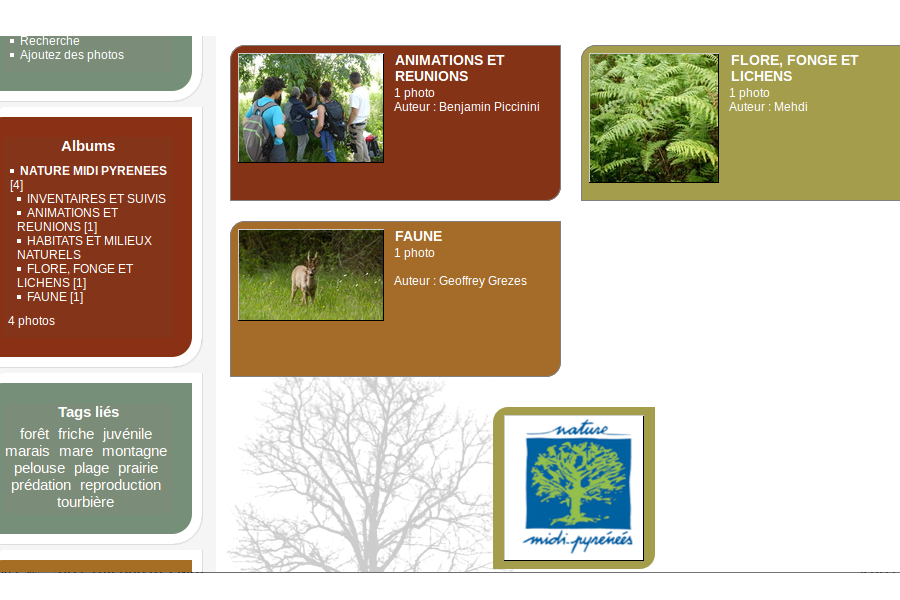 Recherche
Ajoutez des photos
Albums
NATURE MIDI PYRENEES
[4]
INVENTAIRES ET SUIVIS
ANIMATIONS ET
REUNIONS [1]
HABITATS ET MILIEUX
NATURELS
FLORE, FONGE ET
LICHENS [1]
FAUNE [1]
4 photos
Tags liés
forêt friche juvénile
marais mare montagne
pelouse plage prairie
prédation reproduction
tourbière
ANIMATIONS ET
REUNIONS
1 photo
Auteur : Benjamin Piccinini
FLORE, FONGE ET
LICHENS
1 photo
Auteur : Mehdi
FAUNE
1 photo
Auteur : Geoffrey Grezes
nature
midi-pyrénées